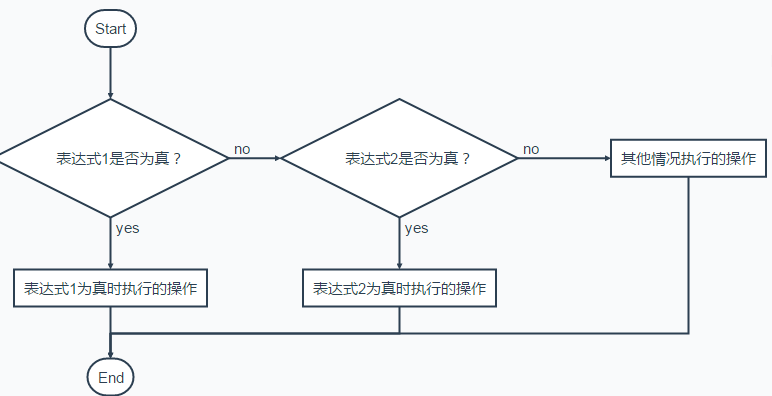 Start
表达式1是否为真？
no
表达式2是否为真？
no
其他情况执行的操作
yes
yes
表达式1为真时执行的操作
表达式2为真时执行的操作
End